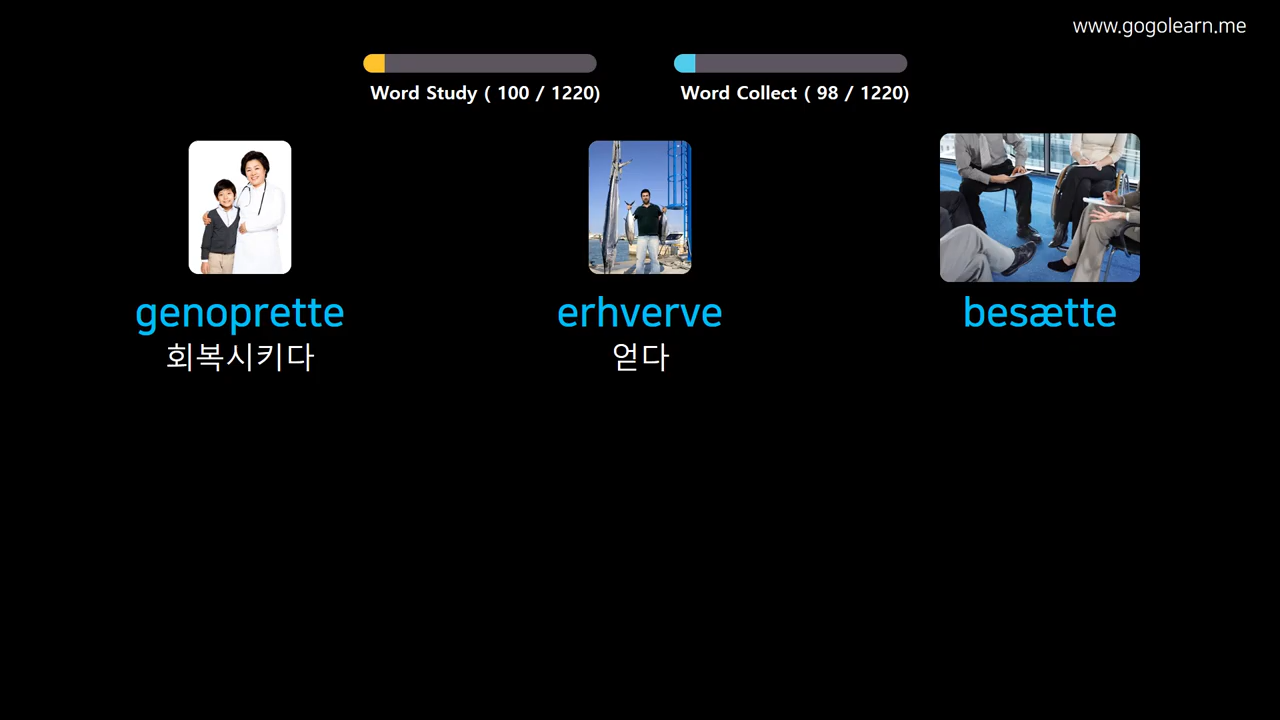 www.gogolearn.me
Word Study ( 100 / 1220)
Word Collect ( 98 / 1220)
genoprette
erhverve
besætte
회복시키다
얻다